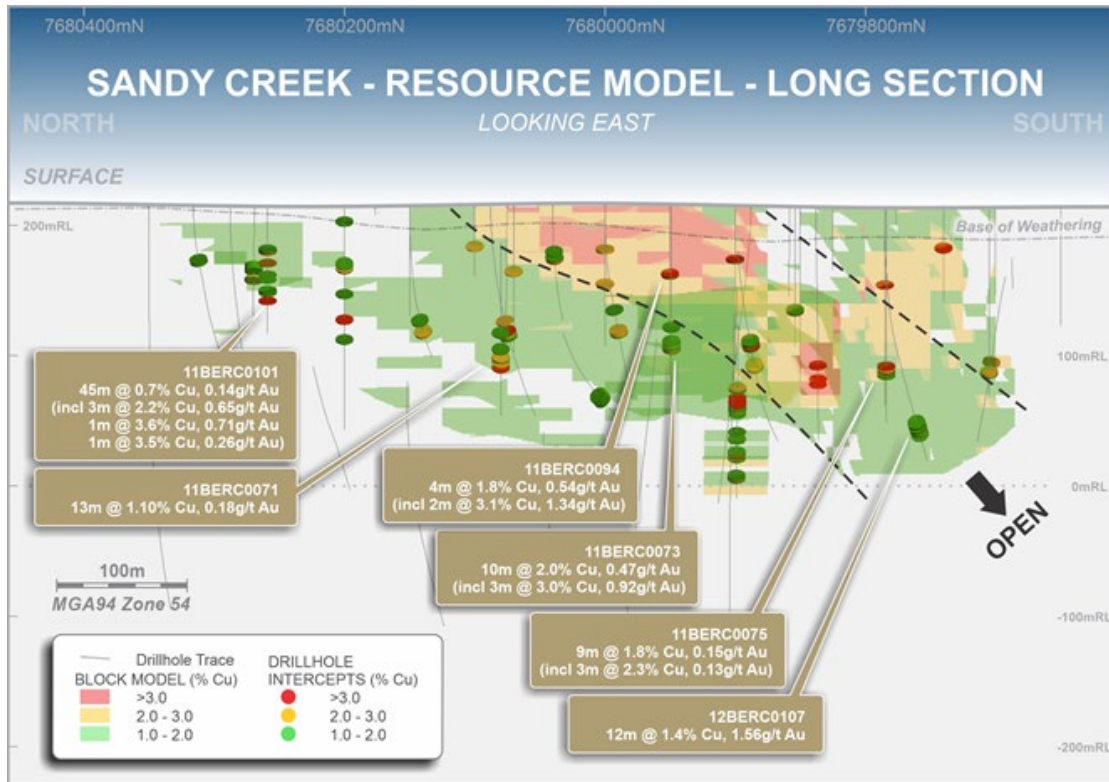 7680400mN 7680200mN 7680000mN 7679800mN
SANDY CREEK - RESOURCE MODEL - LONG SECTION
NORTH LOOKING EAST SOUTH
SURFACE
200mRL
Base of Weathering
100mRL
0mRL
-100mRL
-200mRL
OPEN
11BERC0101
45m @ 0.7% Cu, 0.14g/t Au
(incl 3m @ 2.2% Cu, 0.65g/t Au
1m @ 3.6% Cu, 0.71g/t Au
1m @ 3.5% Cu, 0.26g/t Au)
11BERC0071
13m @ 1.10% Cu, 0.18g/t Au
11BERC0094
4m @ 1.8% Cu, 0.54g/t Au
(incl 2m @ 3.1% Cu, 1.34g/t Au)
11BERC0073
10m @ 2.0% Cu, 0.47g/t Au
(incl 3m @ 3.0% Cu, 0.92g/t Au)
11BERC0075
9m @ 1.8% Cu, 0.15g/t Au
(incl 3m @ 2.3% Cu, 0.13g/t Au)
12BERC0107
12m @ 1.4% Cu, 1.56g/t Au
100m
MGA94 Zone 54
Drillhole Trace
BLOCK MODEL (% Cu)
>3.0
2.0 - 3.0
1.0 - 2.0
DRILLHOLE
INTERCEPTS (% Cu)
>3.0
2.0 - 3.0
1.0 - 2.0